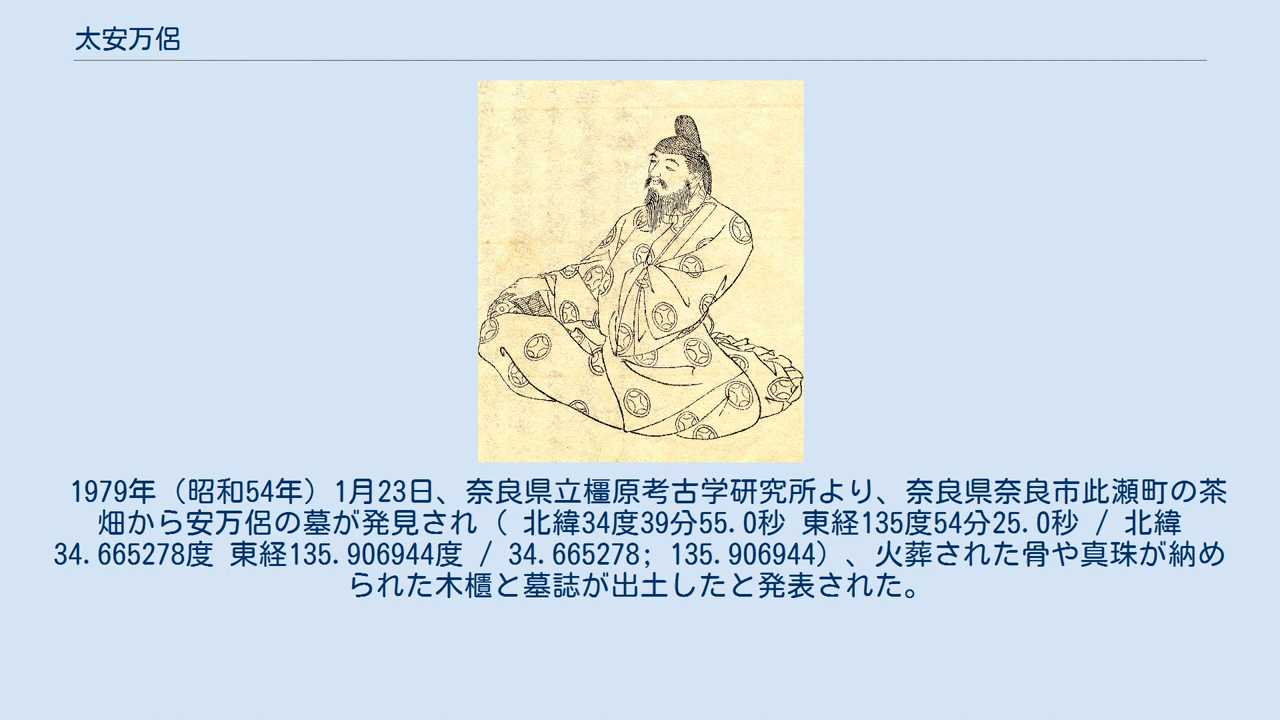 太安万侶
1979年（昭和54年）1月23日、奈良県立橿原考古学研究所より、奈良県奈良市此瀬町の茶
畑から安万侶の墓が発見され（ 北緯34度39分55.0秒 東経135度54分25.0秒 / 北緯
34.665278度 東経135.906944度 / 34.665278; 135.906944）、火葬された骨や真珠が納め
られた木櫃と墓誌が出土したと発表された。